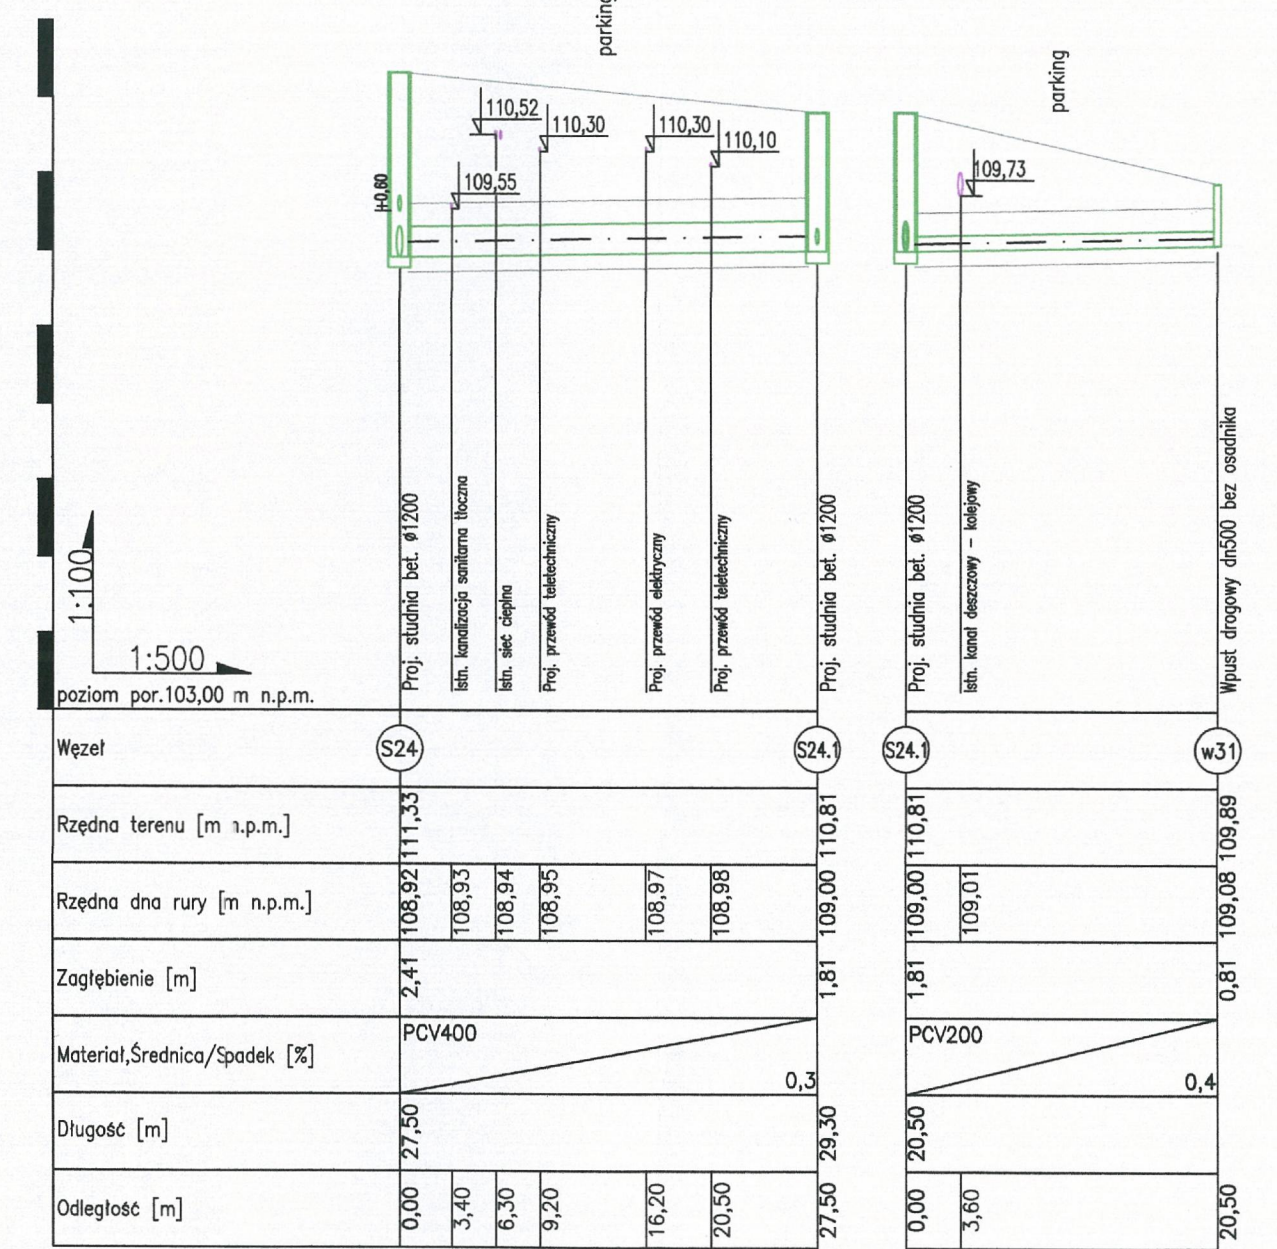 parking
parking
110,52
110,30
110,30
110,10
109,55
109,73
H0,60
Proj. studnia bet. ø1200
Istn. kanalizacja sanitarna tłoczna
Istn. sieć cieplna
Proj. przewód teletechniczny
Proj. przewód elektryczny
Proj. przewód teletechniczny
Proj. studnia bet. ø1200
Proj. studnia bet. ø1200
Istn. kanał deszczowy – kolejowy
Wpust drogowy dn500 bez osadnika
1:100
1:500
poziom por.103,00 m n.p.m.
Węzeł S24 S24.1 S24.1 w31
Rzędna terenu [m n.p.m.] 111,33 110,81 110,81 109,89
Rzędna dna rury [m n.p.m.] 108,92 108,93 108,94 108,95 108,97 108,98 109,00 109,00 109,01 109,08
Zagłębienie [m] 2,41 1,81 1,81 0,81
Materiał,Średnica/Spadek [%] PCV400 0,3 PCV200 0,4
Długość [m] 27,50 29,30 20,50
Odległość [m] 0,00 3,40 6,30 9,20 16,20 20,50 27,50 0,00 3,60 20,50